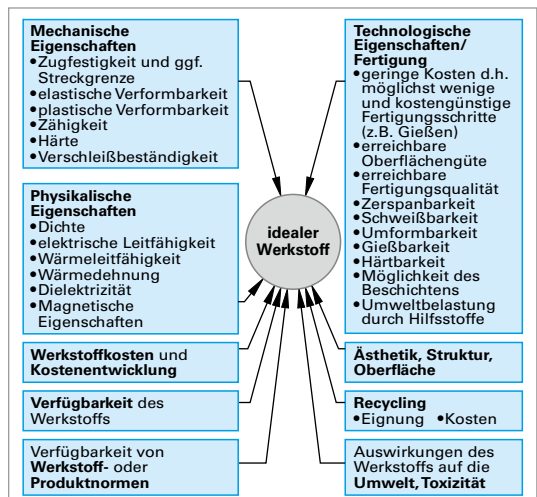 Mechanische
Eigenschaften
•Zugfestigkeit und ggf.
Streckgrenze
•elastische Verformbarkeit
•plastische Verformbarkeit
•Zähigkeit
•Härte
•Verschleißbeständigkeit
Physikalische
Eigenschaften
•Dichte
•elektrische Leitfähigkeit
•Wärmeleitfähigkeit
•Wärmedehnung
•Dielektrizität
•Magnetische
Eigenschaften
Werkstoffkosten und
Kostenentwicklung
Verfügbarkeit des
Werkstoffs
Verfügbarkeit von
Werkstoff- oder
Produktnormen
idealer
Werkstoff
Technologische
Eigenschaften/
Fertigung
•geringe Kosten d.h.
möglichst wenige
und kostengünstige
Fertigungsschritte
(z.B. Gießen)
•erreichbare
Oberflächengüte
•erreichbare
Fertigungsqualität
•Zerspanbarkeit
•Schweißbarkeit
•Umformbarkeit
•Gießbarkeit
•Härtbarkeit
•Möglichkeit des
Beschichtens
•Umweltbelastung
durch Hilfsstoffe
Ästhetik, Struktur,
Oberfläche
Recycling
•Eignung •Kosten
Auswirkungen des
Werkstoffs auf die
Umwelt, Toxizität